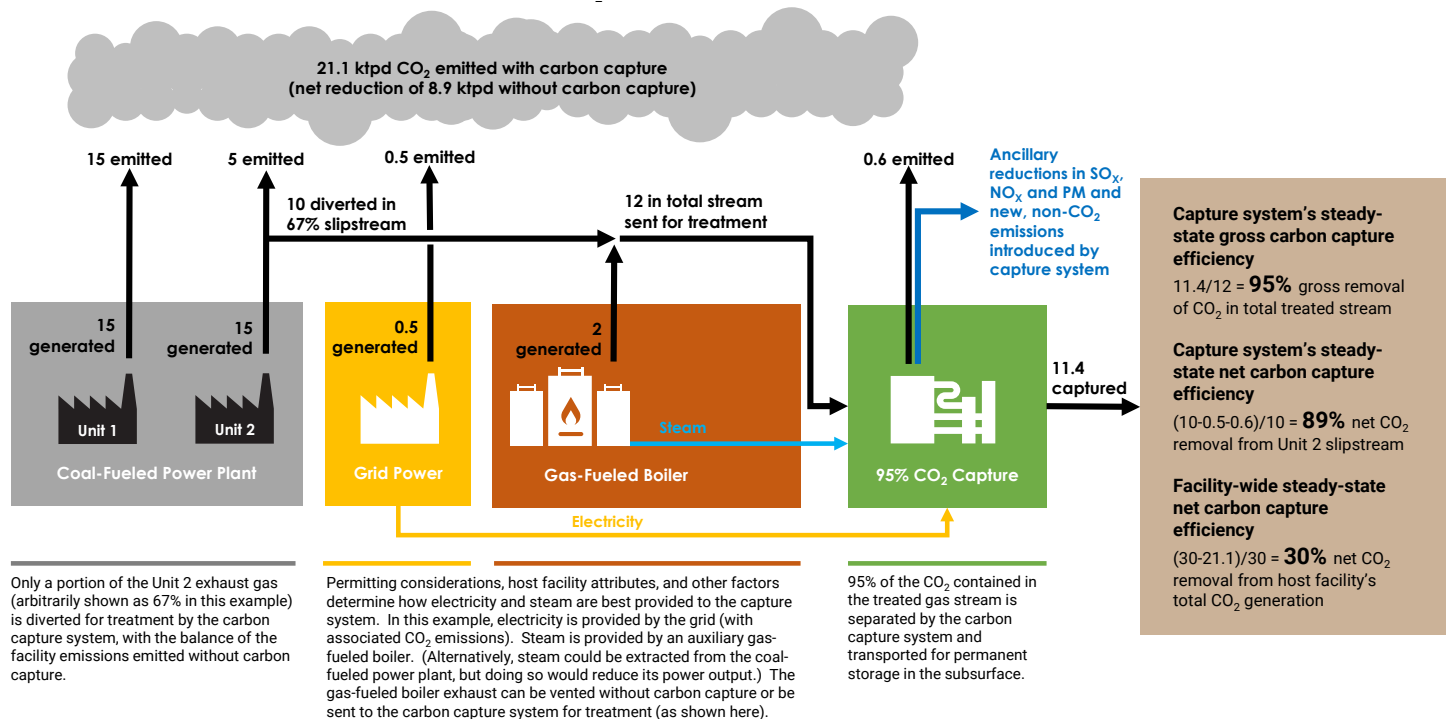 21.1 ktpd CO₂ emitted with carbon capture
(net reduction of 8.9 ktpd without carbon capture)
15 emitted
5 emitted
0.5 emitted
0.6 emitted
10 diverted in
67% slipstream
12 in total stream
sent for treatment
Ancillary
reductions in SOₓ,
NOₓ and PM and
new, non-CO₂
emissions
introduced by
capture system
15
generated
15
generated
0.5
generated
2
generated
11.4
captured
Unit 1
Unit 2
Steam
Coal-Fueled Power Plant
Grid Power
Gas-Fueled Boiler
95% CO₂ Capture
Electricity
Capture system's steady-
state gross carbon capture
efficiency
11.4/12 = 95% gross removal
of CO₂ in total treated stream
Capture system's steady-
state net carbon capture
efficiency
(10-0.5-0.6)/10 = 89% net CO₂
removal from Unit 2 slipstream
Facility-wide steady-state
net carbon capture
efficiency
(30-21.1)/30 = 30% net CO₂
removal from host facility's
total CO₂ generation
Only a portion of the Unit 2 exhaust gas
(arbitrarily shown as 67% in this example)
is diverted for treatment by the carbon
capture system, with the balance of the
facility emissions emitted without carbon
capture.
Permitting considerations, host facility attributes, and other factors
determine how electricity and steam are best provided to the capture
system. In this example, electricity is provided by the grid (with
associated CO₂ emissions). Steam is provided by an auxiliary gas-
fueled boiler. (Alternatively, steam could be extracted from the coal-
fueled power plant, but doing so would reduce its power output.) The
gas-fueled boiler exhaust can be vented without carbon capture or be
sent to the carbon capture system for treatment (as shown here).
95% of the CO₂ contained in
the treated gas stream is
separated by the carbon
capture system and
transported for permanent
storage in the subsurface.